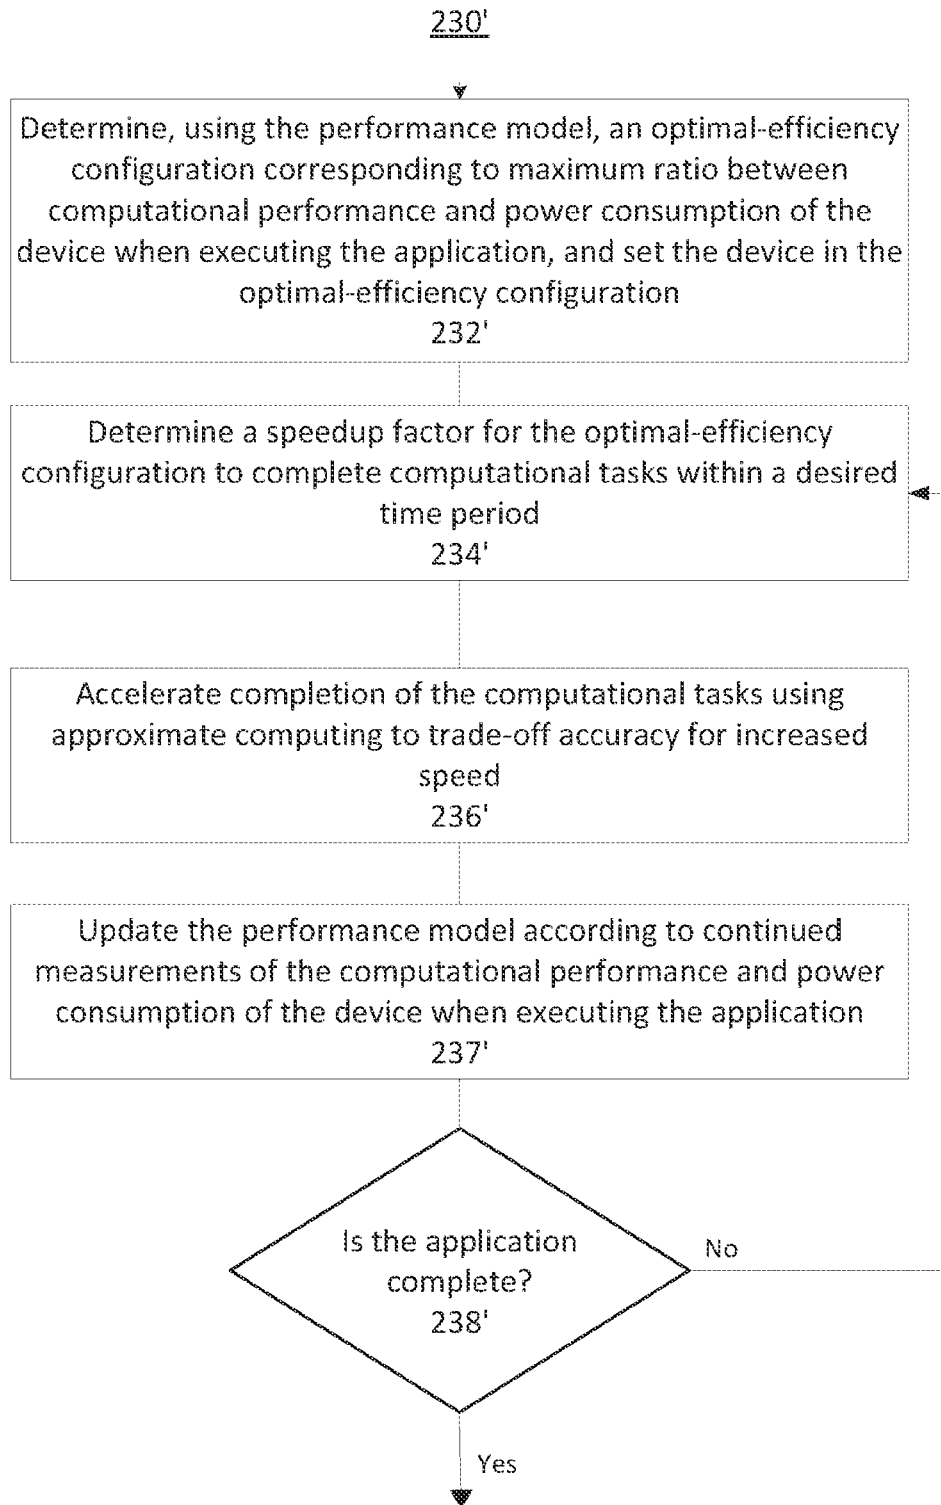 230'
Determine, using the performance model, an optimal-efficiency
configuration corresponding to maximum ratio between
computational performance and power consumption of the
device when executing the application, and set the device in the
optimal-efficiency configuration
232'
Determine a speedup factor for the optimal-efficiency
configuration to complete computational tasks within a desired
time period
234'
Accelerate completion of the computational tasks using
approximate computing to trade-off accuracy for increased
speed
236'
Update the performance model according to continued
measurements of the computational performance and power
consumption of the device when executing the application
237'
Is the application
complete?
238'
No
Yes